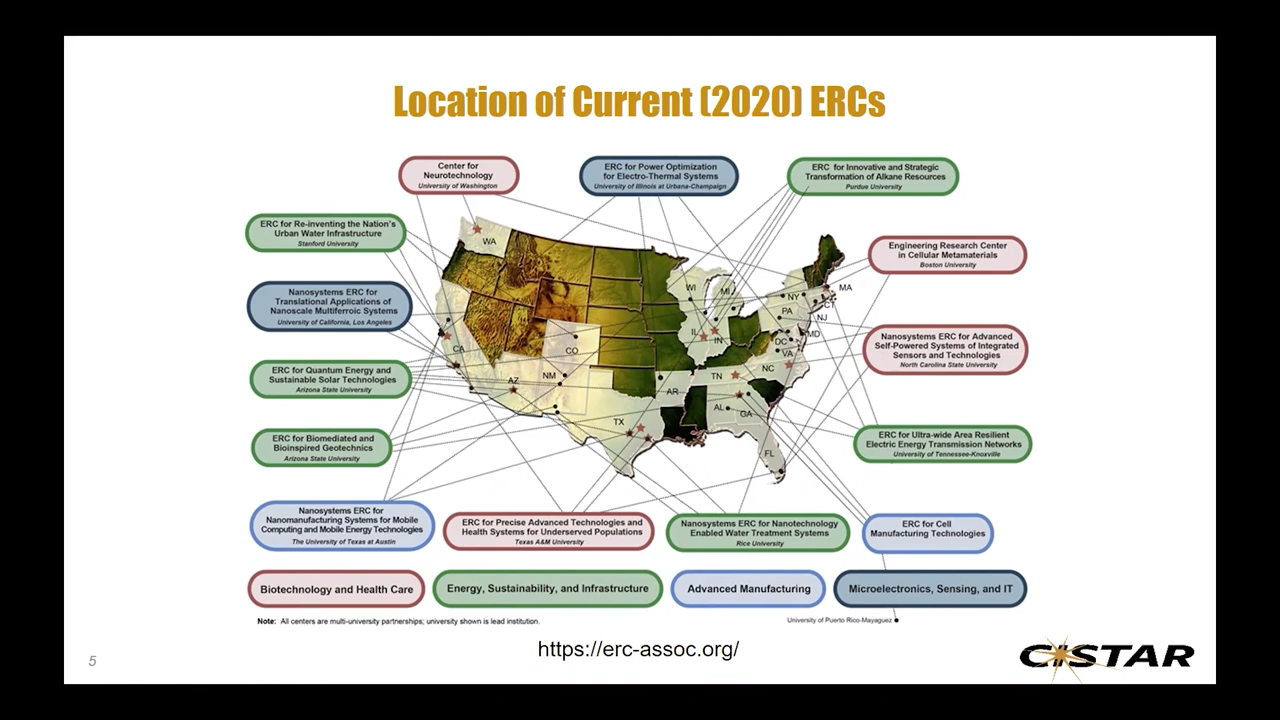 Location of Current (2020) ERCs
Center for
Neurotechnology
University of Washington
ERC for Power Optimization
for Electro-Thermal Systems
University of Illinois at Urbana-Champaign
ERC for Innovative and Strategic
Transformation of Alkane Resources
Purdue University
ERC for Re-inventing the Nation's
Urban Water Infrastructure
Stanford University
Engineering Research Center
in Cellular Metamaterials
Boston University
Nanosystems ERC for
Translational Applications of
Nanoscale Multiferroic Systems
University of California, Los Angeles
Nanosystems ERC for Advanced
Self-Powered Systems of Integrated
Sensors and Technologies
North Carolina State University
ERC for Quantum Energy and
Sustainable Solar Technologies
Arizona State University
ERC for Biomediated and
Bioinspired Geotechnics
Arizona State University
ERC for Ultra-wide Area Resilient
Electric Energy Transmission Networks
University of Tennessee-Knoxville
WA
WI
MI
NY
MA
CT
PA
NJ
MD
IL
IN
DC
VA
CA
CO
NC
AZ
NM
TN
AR
AL
GA
TX
FL
Nanosystems ERC for
Nanomanufacturing Systems for Mobile
Computing and Mobile Energy Technologies
The University of Texas at Austin
ERC for Precise Advanced Technologies and
Health Systems for Underserved Populations
Texas A&M University
Nanosystems ERC for Nanotechnology
Enabled Water Treatment Systems
Rice University
ERC for Cell
Manufacturing Technologies
Biotechnology and Health Care
Energy, Sustainability, and Infrastructure
Advanced Manufacturing
Microelectronics, Sensing, and IT
Note: All centers are multi-university partnerships; university shown is lead institution.
University of Puerto Rico-Mayaguez
https://erc-assoc.org/
5
CISTAR